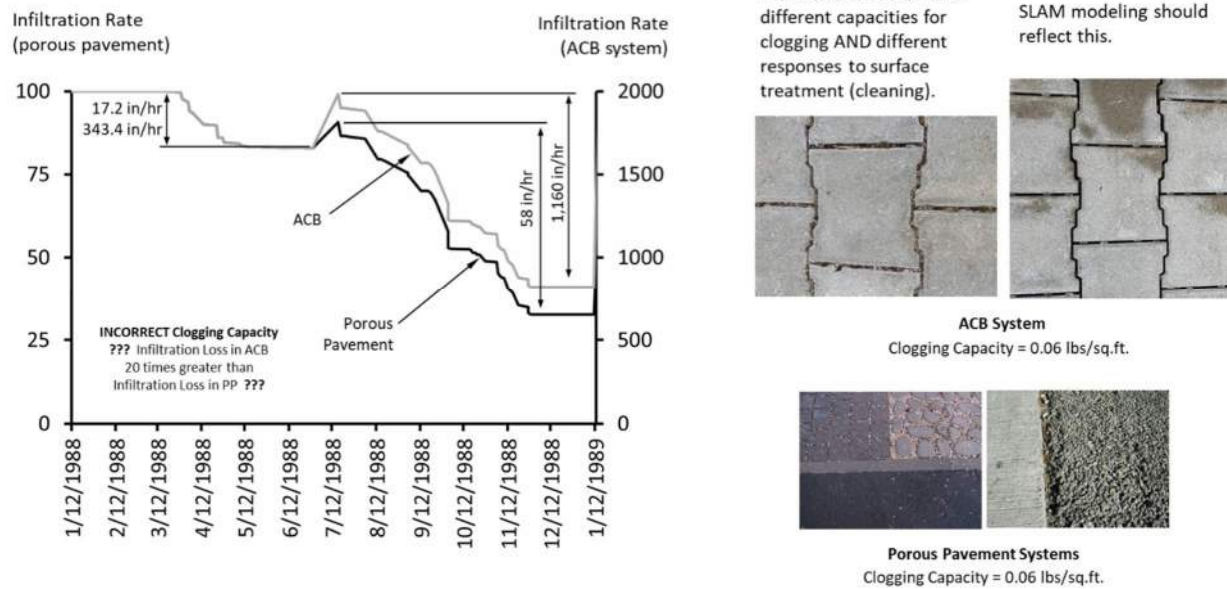 Infiltration Rate
(porous pavement)
Infiltration Rate
(ACB system)
100
75
50
25
0
2000
1500
1000
500
0
17.2 in/hr
343.4 in/hr
58 in/hr
1,160 in/hr
ACB
Porous
Pavement
INCORRECT Clogging Capacity
??? Infiltration Loss in ACB
20 times greater than
Infiltration Loss in PP ???
1/12/1988
2/12/1988
3/12/1988
4/12/1988
5/12/1988
6/12/1988
7/12/1988
8/12/1988
9/12/1988
10/12/1988
11/12/1988
12/12/1988
1/12/1989
different capacities for
clogging AND different
responses to surface
treatment (cleaning).
SLAM modeling should
reflect this.
ACB System
Clogging Capacity = 0.06 lbs/sq.ft.
Porous Pavement Systems
Clogging Capacity = 0.06 lbs/sq.ft.